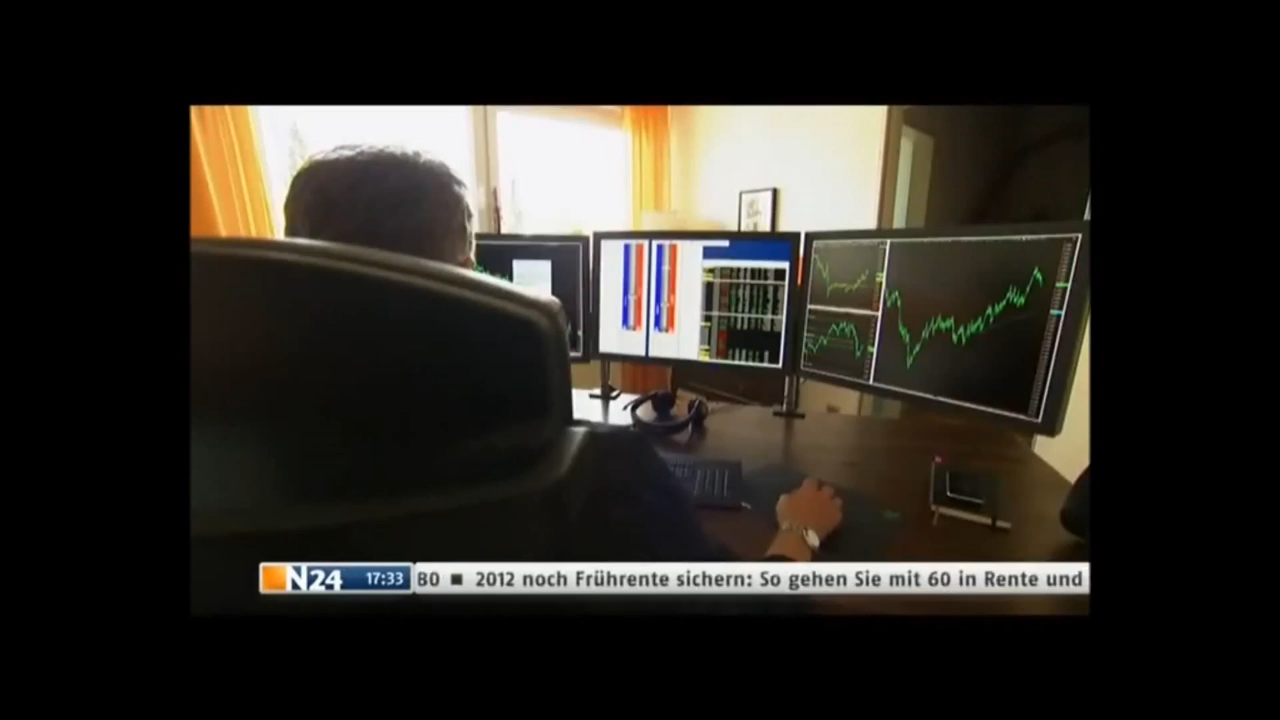 N24 17:33 BO ■ 2012 noch Frührente sichern: So gehen Sie mit 60 in Rente und